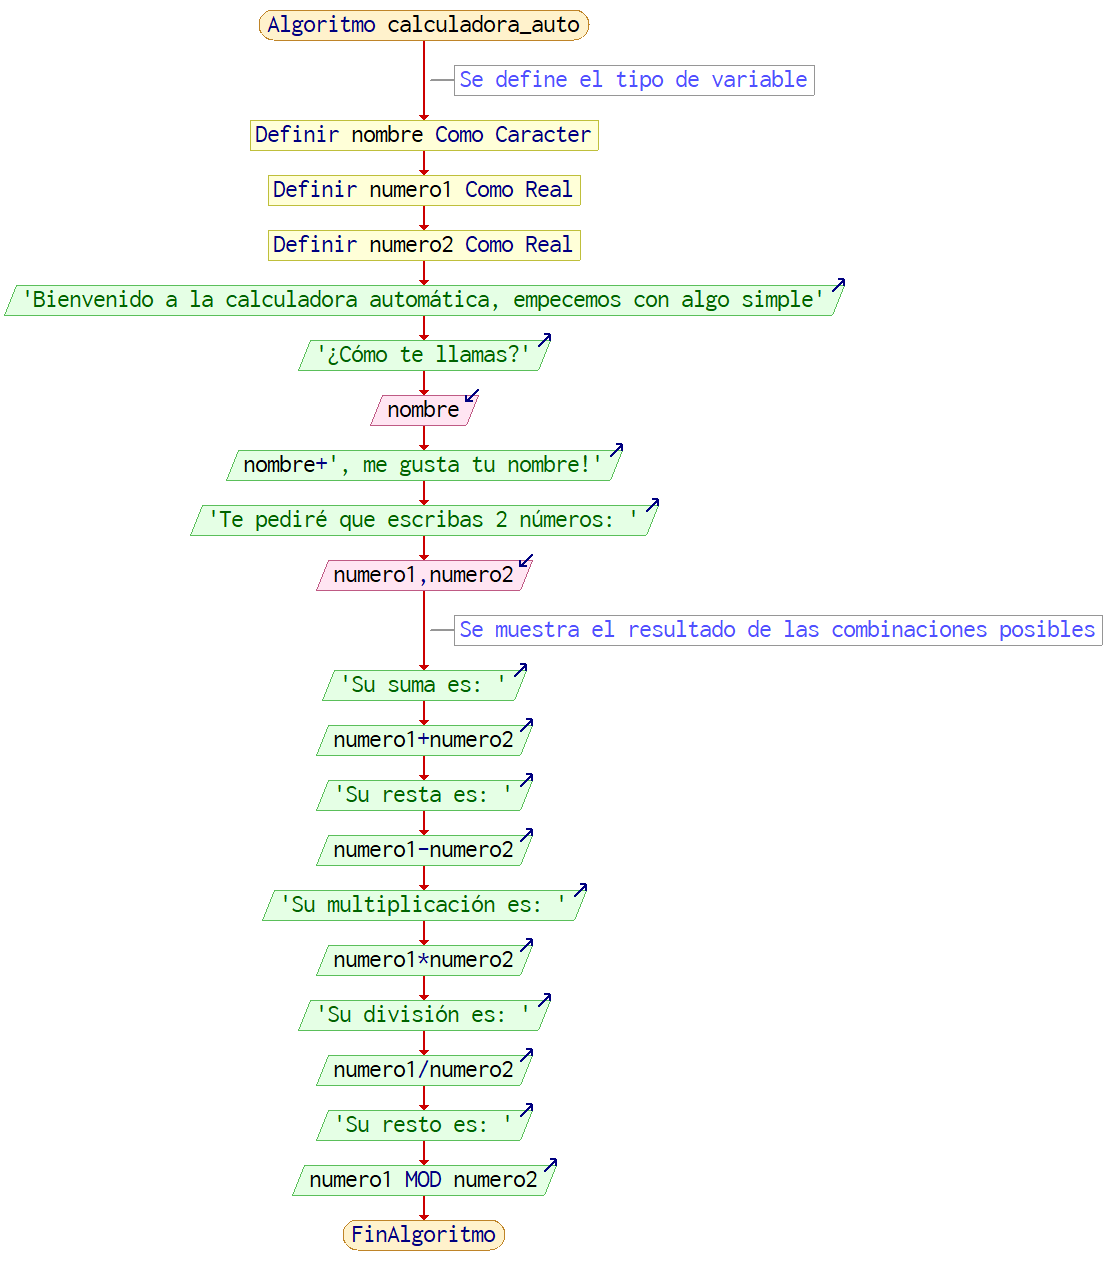 Algoritmo calculadora_auto
Se define el tipo de variable
Definir nombre Como Caracter
Definir numero1 Como Real
Definir numero2 Como Real
'Bienvenido a la calculadora automática, empecemos con algo simple'
'¿Cómo te llamas?'
nombre
nombre+', me gusta tu nombre!'
'Te pediré que escribas 2 números: '
numero1,numero2
Se muestra el resultado de las combinaciones posibles
'Su suma es: '
numero1+numero2
'Su resta es: '
numero1-numero2
'Su multiplicación es: '
numero1*numero2
'Su división es: '
numero1/numero2
'Su resto es: '
numero1 MOD numero2
FinAlgoritmo